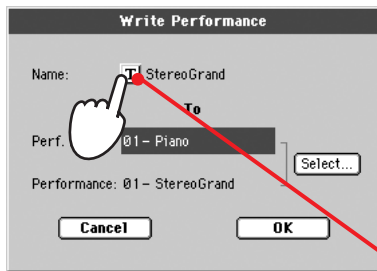 Write Performance
Name: T StereoGrand
To
Perf. 01- Piano
Select...
Performance: 01- StereoGrand
Cancel OK